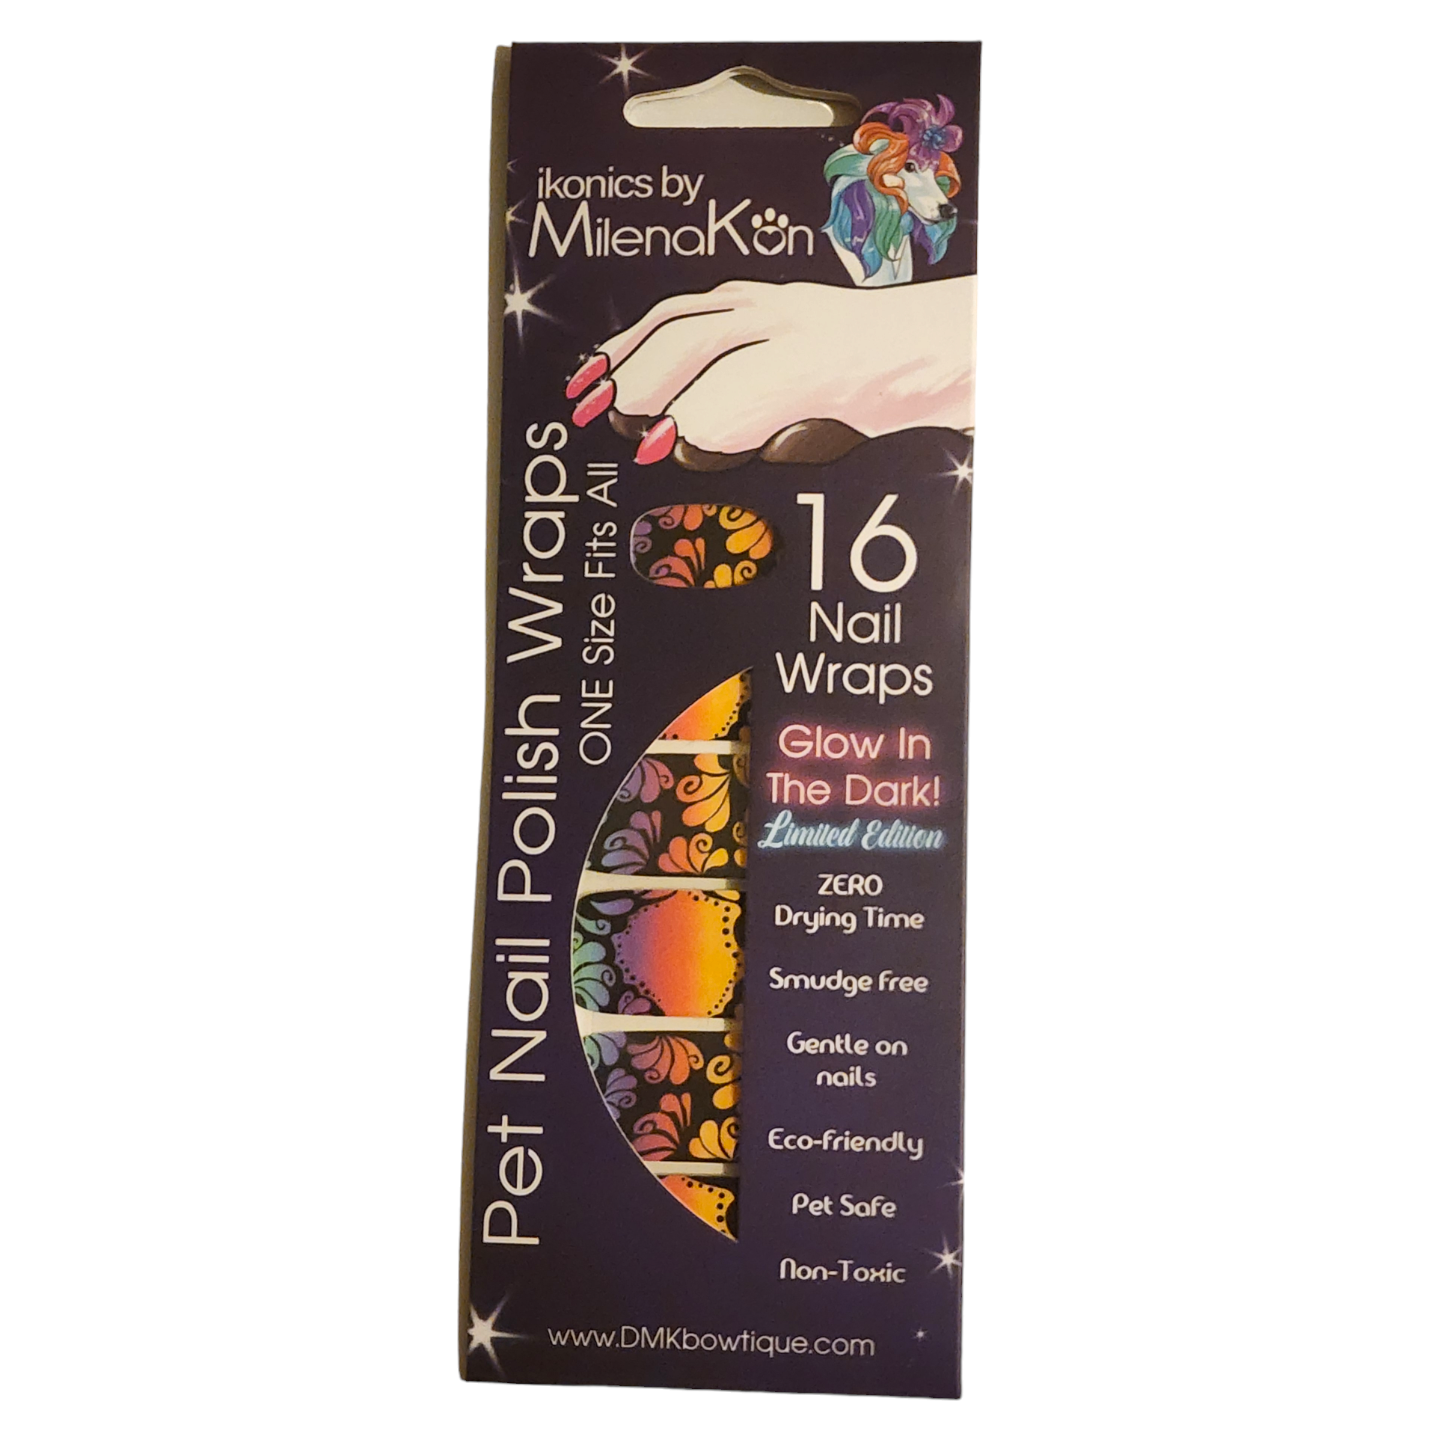 ikonics by
MilenaKon
Pet Nail Polish Wraps
ONE Size Fits All
16
Nail
Wraps
Glow In
The Dark!
Limited Edition
ZERO
Drying Time
Smudge free
Gentle on
nails
Eco-friendly
Pet Safe
Non-Toxic
www.DMKbowtique.com